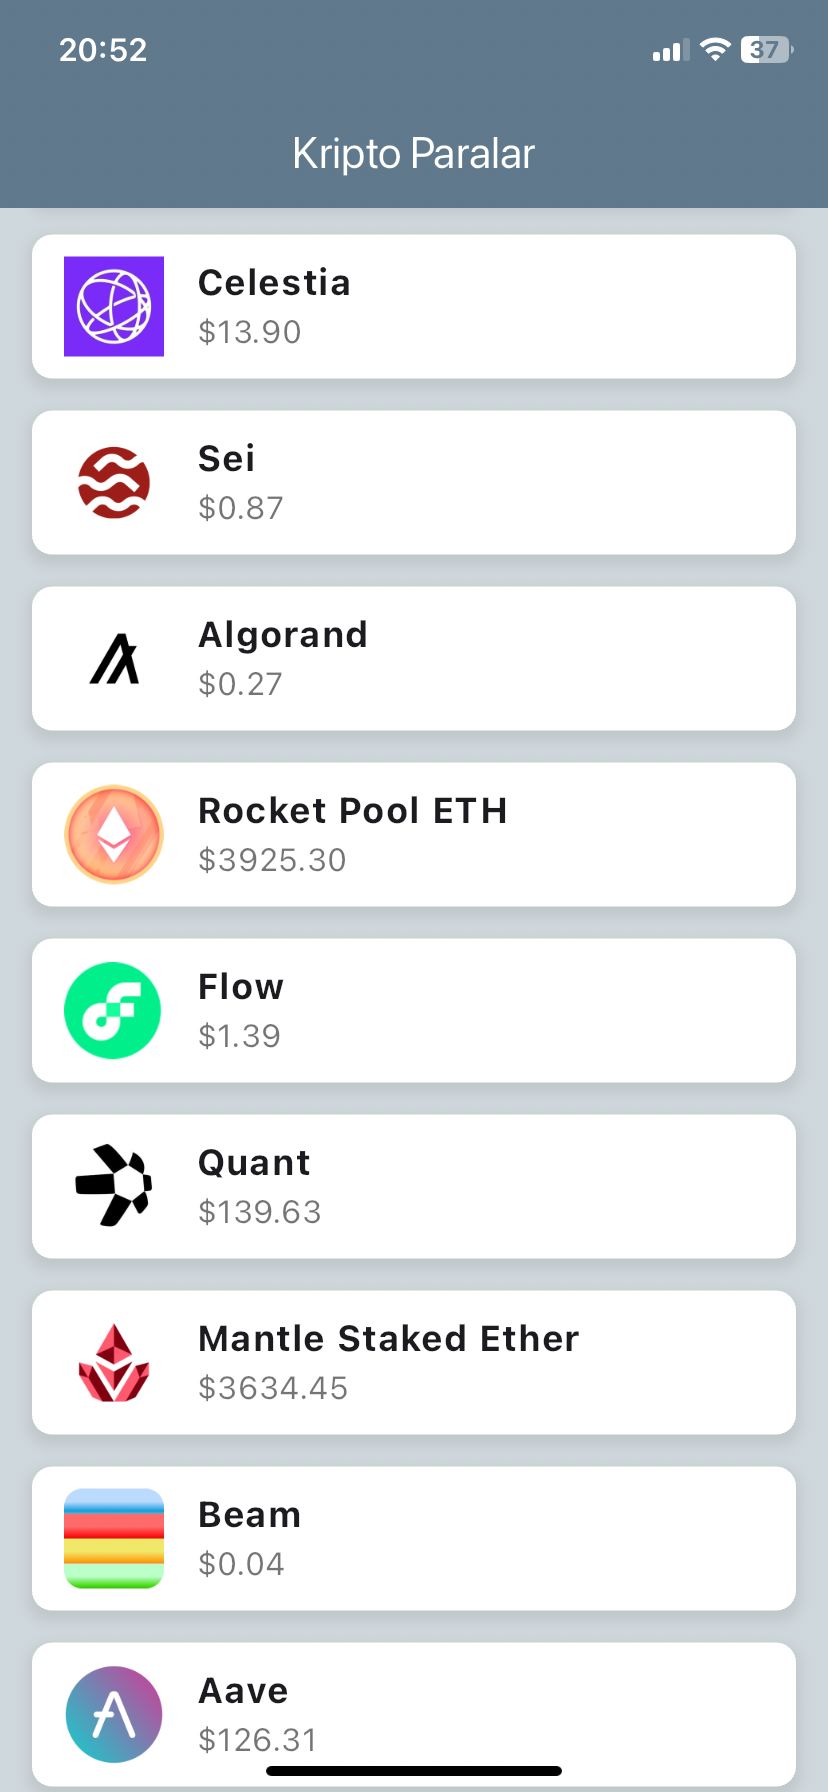 20:52
37
Kripto Paralar
Celestia
$13.90
Sei
$0.87
Algorand
$0.27
Rocket Pool ETH
$3925.30
Flow
$1.39
Quant
$139.63
Mantle Staked Ether
$3634.45
Beam
$0.04
Aave
$126.31